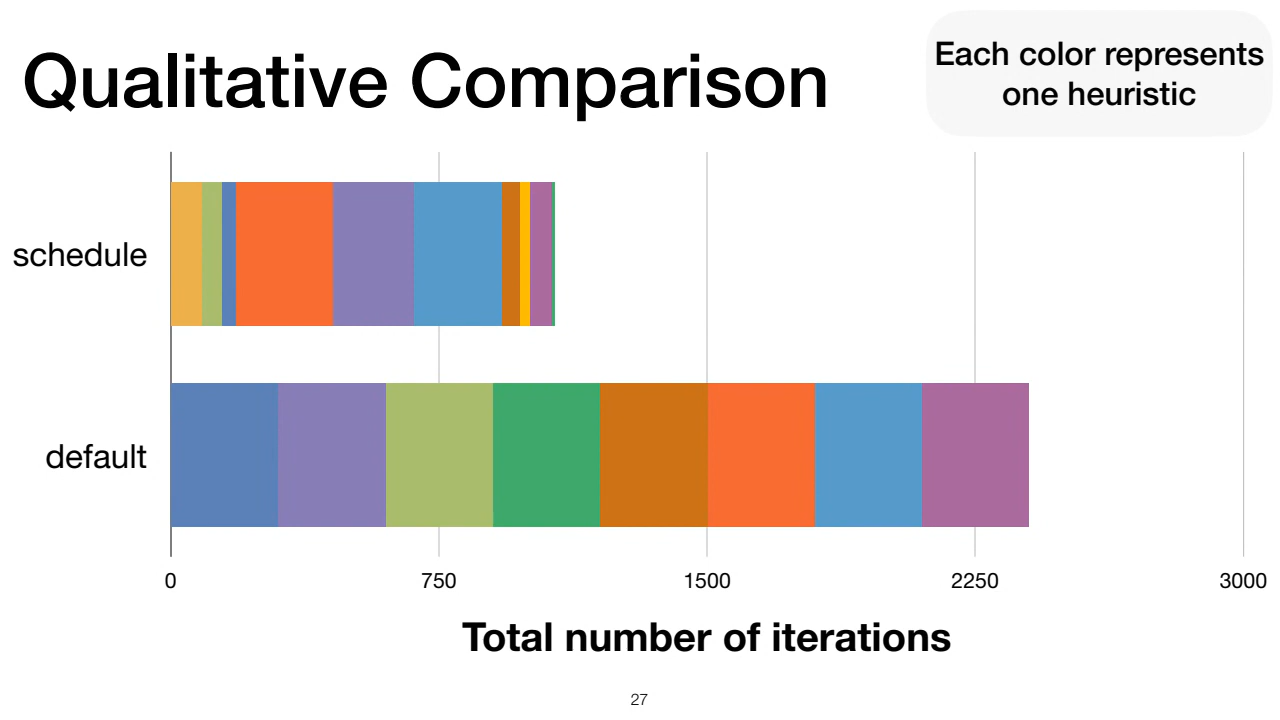 Qualitative Comparison
Each color represents
one heuristic
schedule
default
0
750
1500
2250
3000
Total number of iterations
27